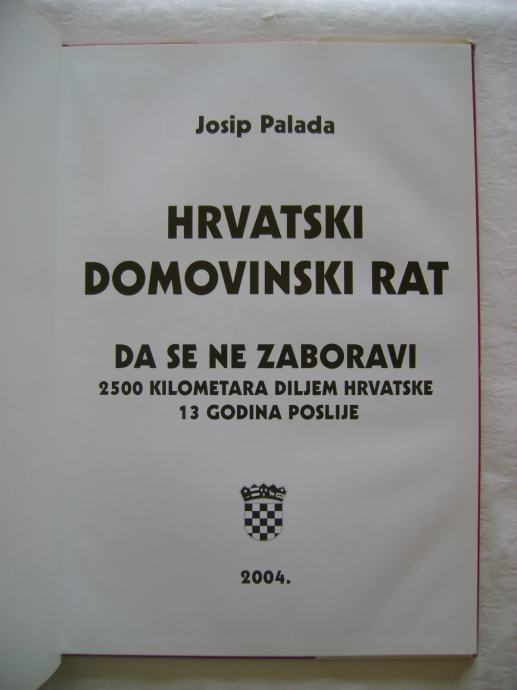 Josip Palada
HRVATSKI
DOMOVINSKI RAT
DA SE NE ZABORAVI
2500 KILOMETARA DILJEM HRVATSKE
13 GODINA POSLIJE
2004.